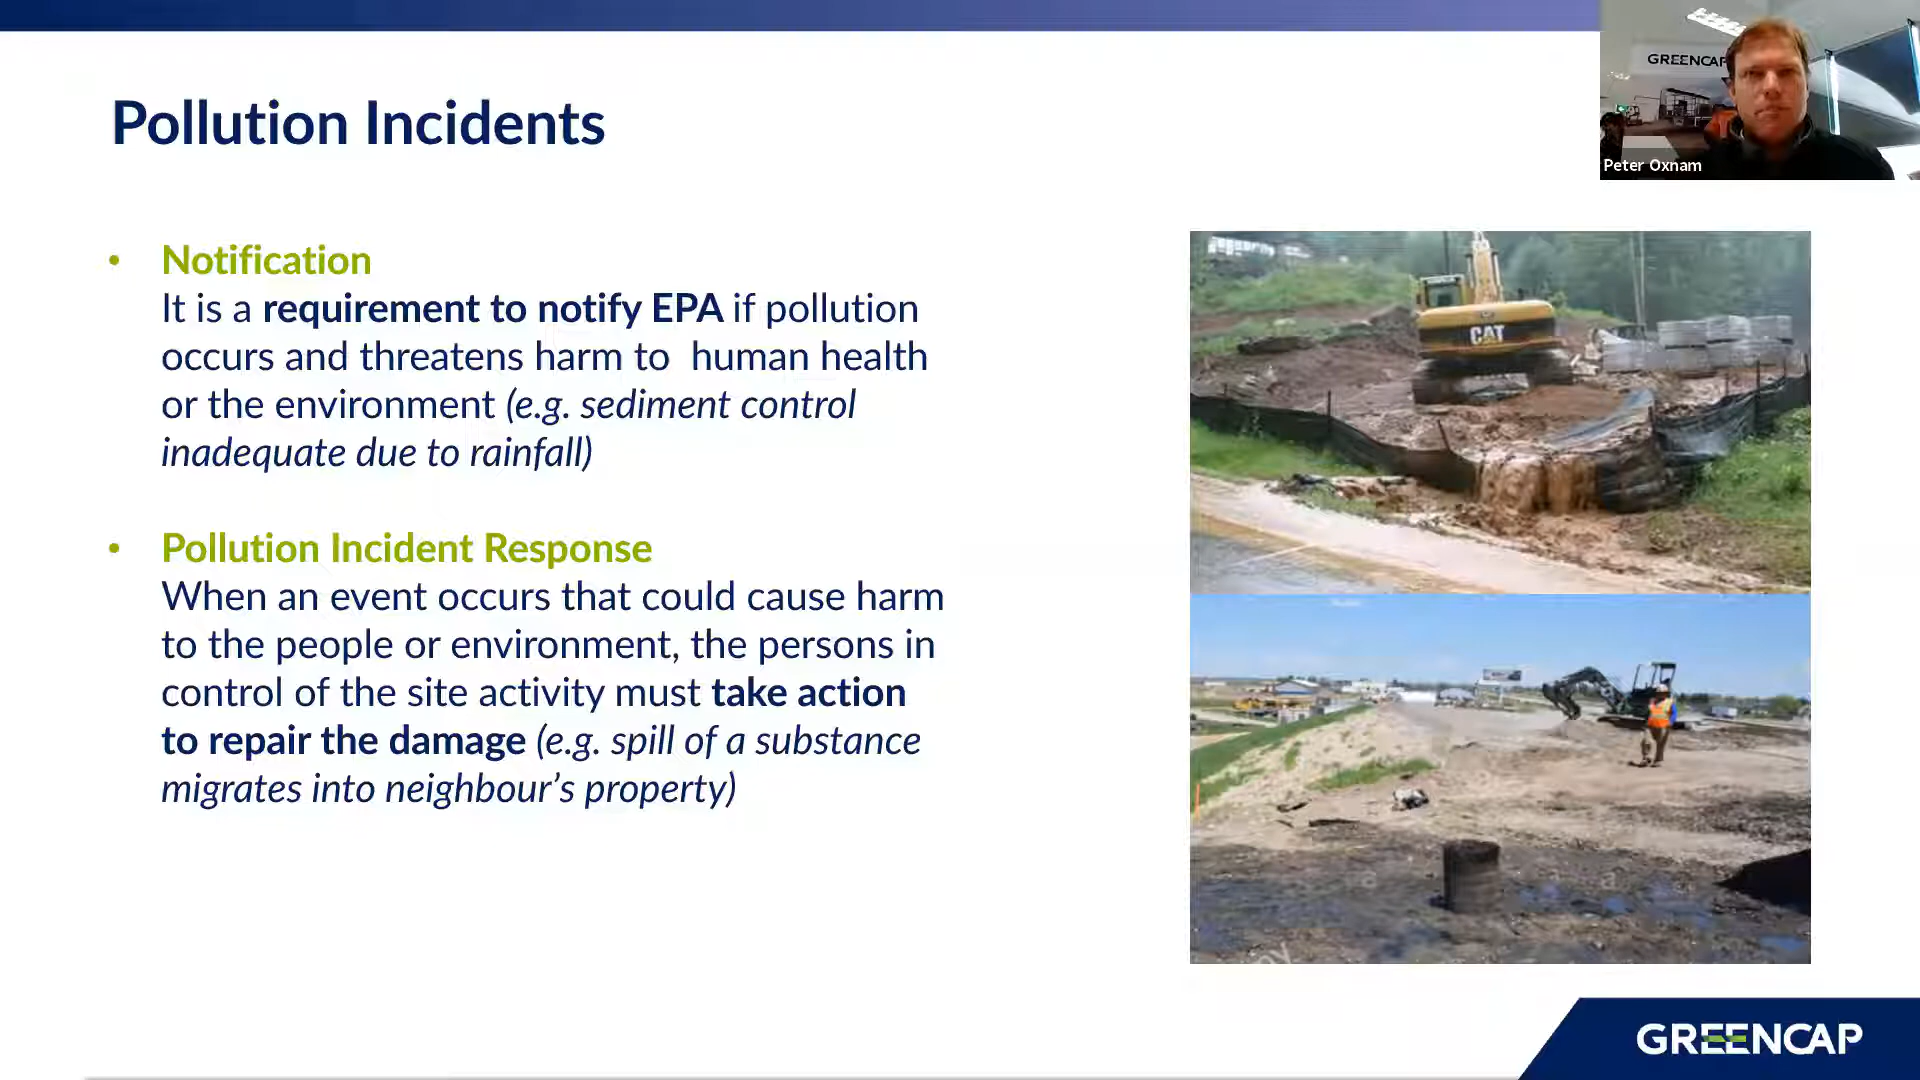 GREENCAP
Peter Oxnam
Pollution Incidents
• Notification
It is a requirement to notify EPA if pollution
occurs and threatens harm to  human health
or the environment (e.g. sediment control
inadequate due to rainfall)
• Pollution Incident Response
When an event occurs that could cause harm
to the people or environment, the persons in
control of the site activity must take action
to repair the damage (e.g. spill of a substance
migrates into neighbour’s property)
CAT
GREENCAP